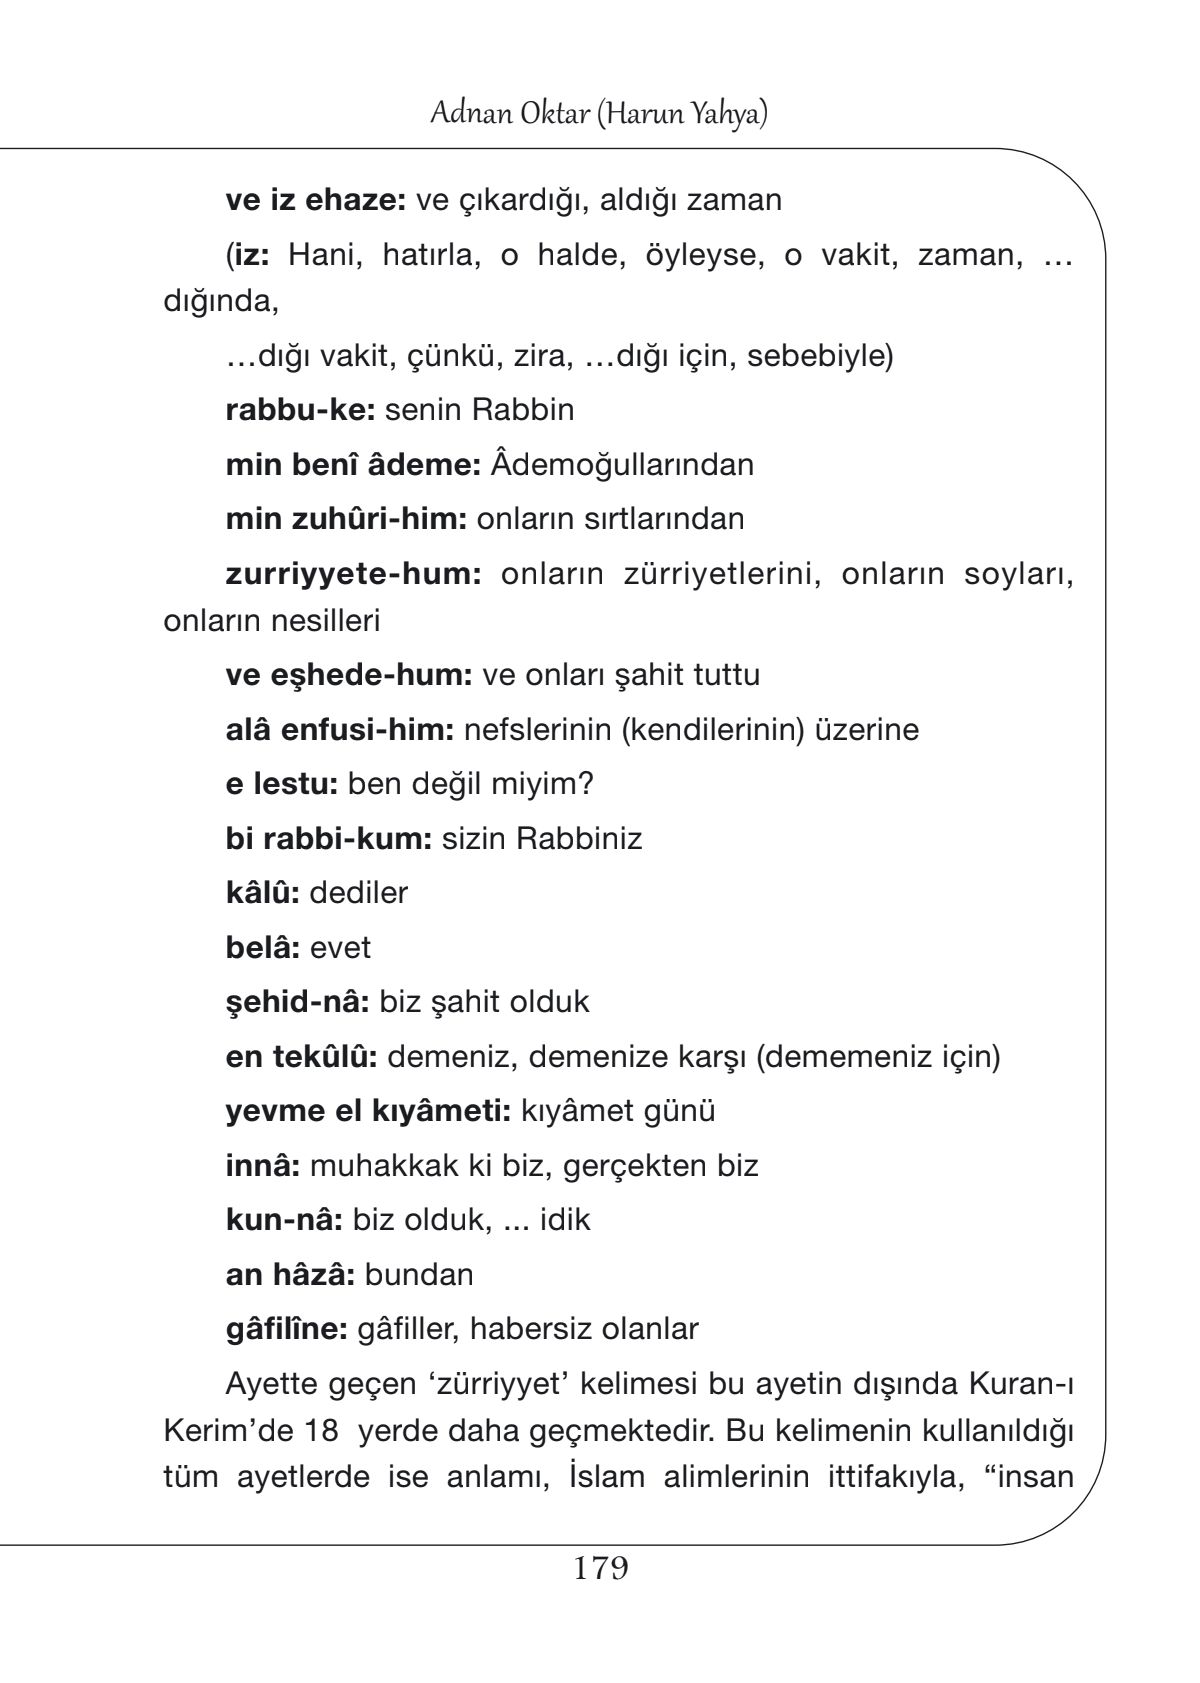 Adnan Oktar (Harun Yahya)
ve iz ehaze: ve çıkardığı, aldığı zaman
(iz: Hani, hatırla, o halde, öyleyse, o vakit, zaman, …
dığında,
…dığı vakit, çünkü, zira, …dığı için, sebebiyle)
rabbu-ke: senin Rabbin
min benî âdeme: Âdemoğullarından
min zuhûri-him: onların sırtlarından
zurriyyete-hum: onların zürriyetlerini, onların soyları,
onların nesilleri
ve eşhede-hum: ve onları şahit tuttu
alâ enfusi-him: nefslerinin (kendilerinin) üzerine
e lestu: ben değil miyim?
bi rabbi-kum: sizin Rabbiniz
kâlû: dediler
belâ: evet
şehid-nâ: biz şahit olduk
en tekûlû: demeniz, demenize karşı (dememeniz için)
yevme el kıyâmeti: kıyâmet günü
innâ: muhakkak ki biz, gerçekten biz
kun-nâ: biz olduk, ... idik
an hâzâ: bundan
gâfilîne: gâfiller, habersiz olanlar
Ayette geçen ‘zürriyyet’ kelimesi bu ayetin dışında Kuran-ı
Kerim’de 18 yerde daha geçmektedir. Bu kelimenin kullanıldığı
tüm ayetlerde ise anlamı, İslam alimlerinin ittifakıyla, “insan
179